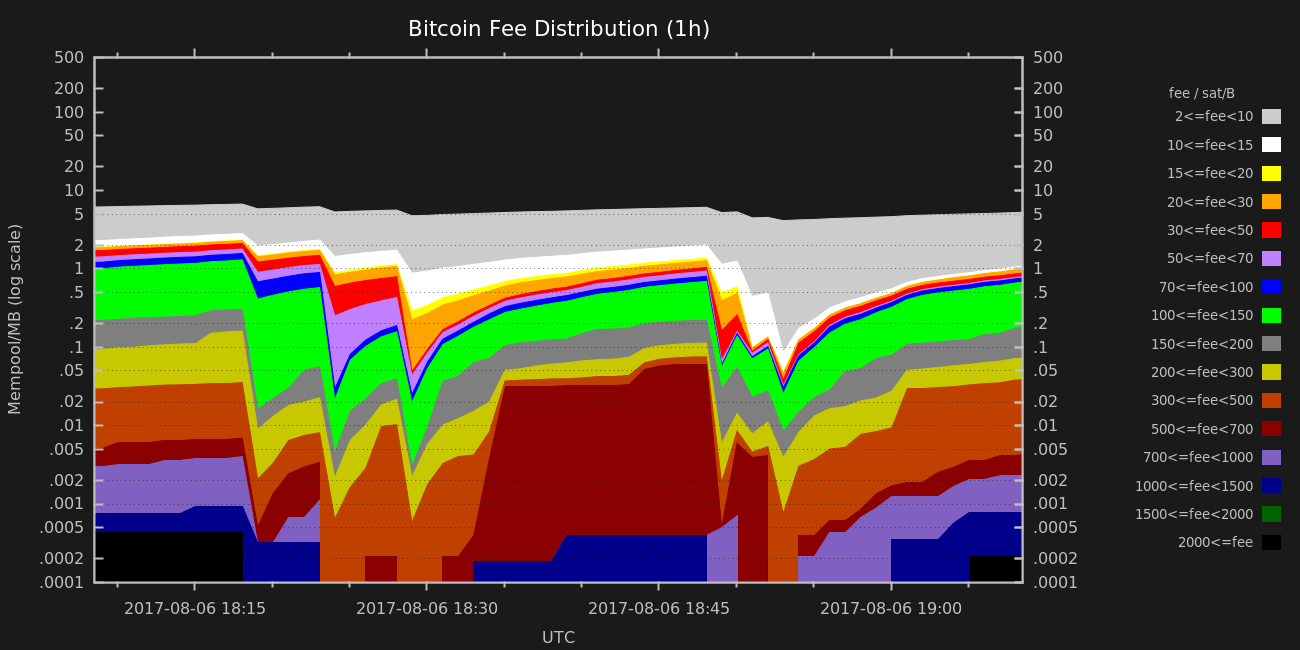 Bitcoin Fee Distribution (1h)
Mempool/MB (log scale)
500
200
100
50
20
10
5
2
1
.5
.2
.1
.05
.02
.01
.005
.002
.001
.0005
.0002
.0001
500
200
100
50
20
10
5
2
1
.5
.2
.1
.05
.02
.01
.005
.002
.001
.0005
.0002
.0001
2017-08-06 18:15
2017-08-06 18:30
2017-08-06 18:45
2017-08-06 19:00
UTC
fee / sat/B
2<=fee<10
10<=fee<15
15<=fee<20
20<=fee<30
30<=fee<50
50<=fee<70
70<=fee<100
100<=fee<150
150<=fee<200
200<=fee<300
300<=fee<500
500<=fee<700
700<=fee<1000
1000<=fee<1500
1500<=fee<2000
2000<=fee